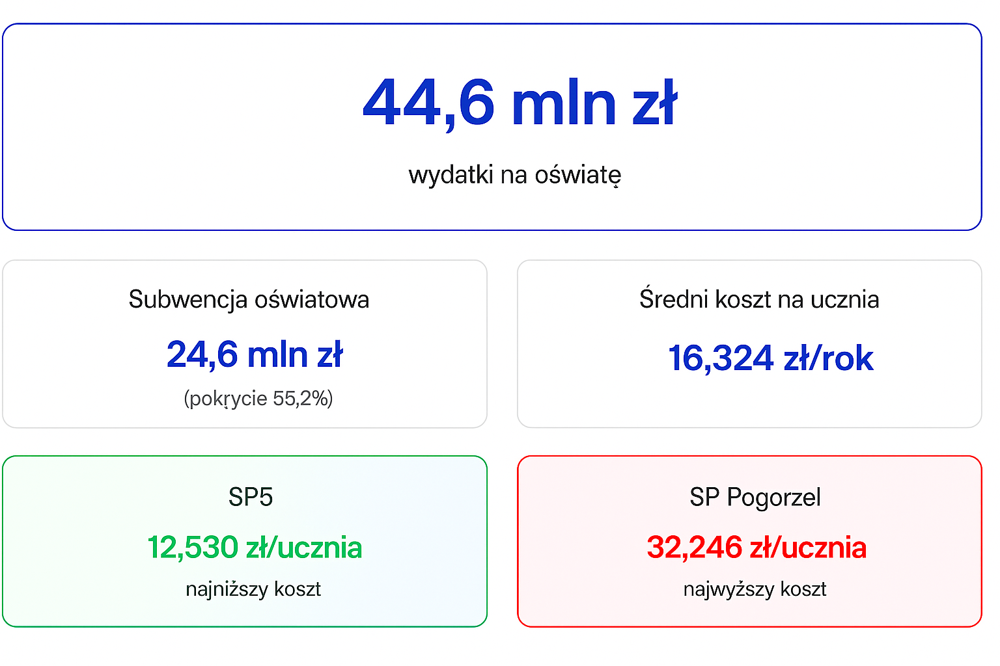 44,6 mln zł
wydatki na oświatę
Subwencja oświatowa
24,6 mln zł
(pokrycie 55,2%)
Średni koszt na ucznia
16,324 zł/rok
SP5
12,530 zł/ucznia
najniższy koszt
SP Pogorzel
32,246 zł/ucznia
najwyższy koszt